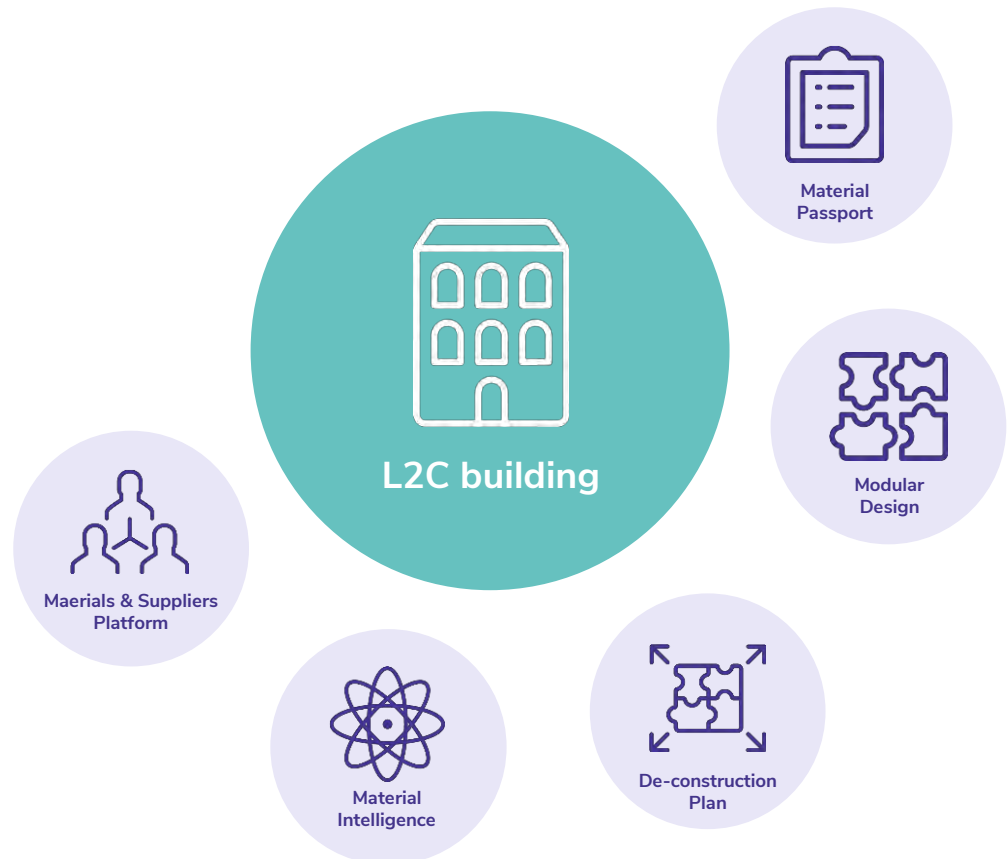 Material
Passport
L2C building
Modular
Design
Maerials & Suppliers
Platform
De-construction
Plan
Material
Intelligence